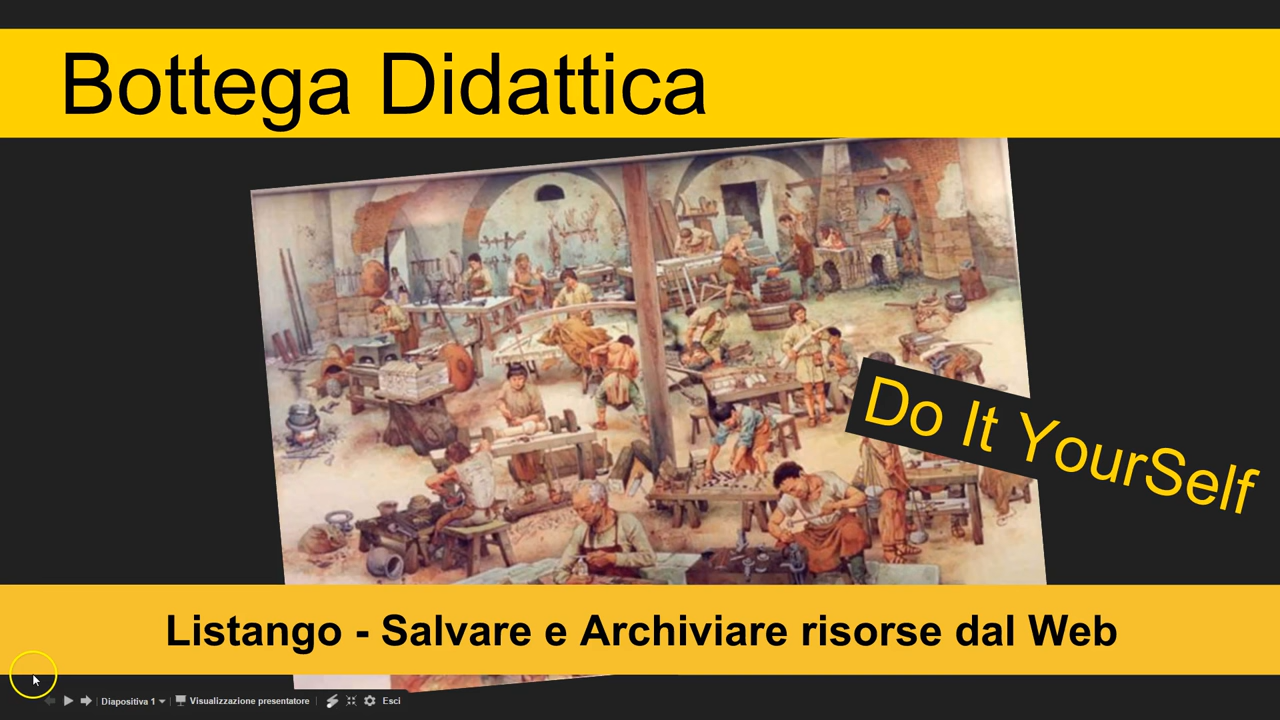 Bottega Didattica
Do It YourSelf
Listango - Salvare e Archiviare risorse dal Web
Diapositiva 1
Visualizzazione presentatore
Esci